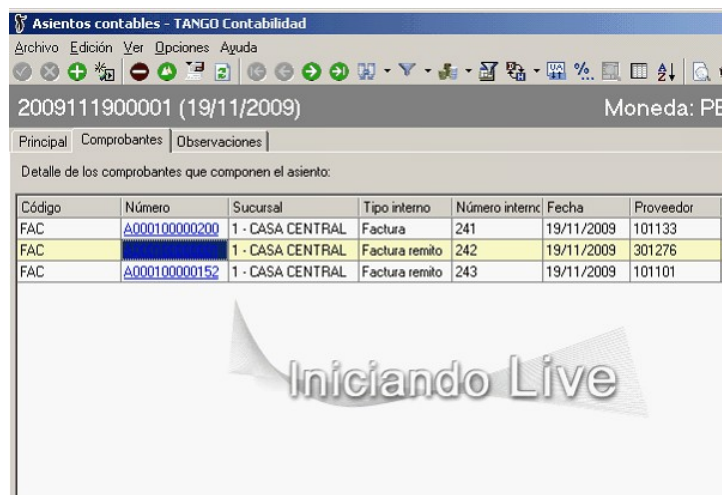 Asientos contables - TANGO Contabilidad
Archivo Edición Ver Opciones Ayuda
2009111900001 (19/11/2009) Moneda: PE
Principal Comprobantes Observaciones
Detalle de los comprobantes que componen el asiento:
Código Número Sucursal Tipo interno Número interno Fecha Proveedor
FAC A000100000200 1 - CASA CENTRAL Factura 241 19/11/2009 101133
FAC 1 - CASA CENTRAL Factura remito 242 19/11/2009 301276
FAC A000100000152 1 - CASA CENTRAL Factura remito 243 19/11/2009 101101
Iniciando Live